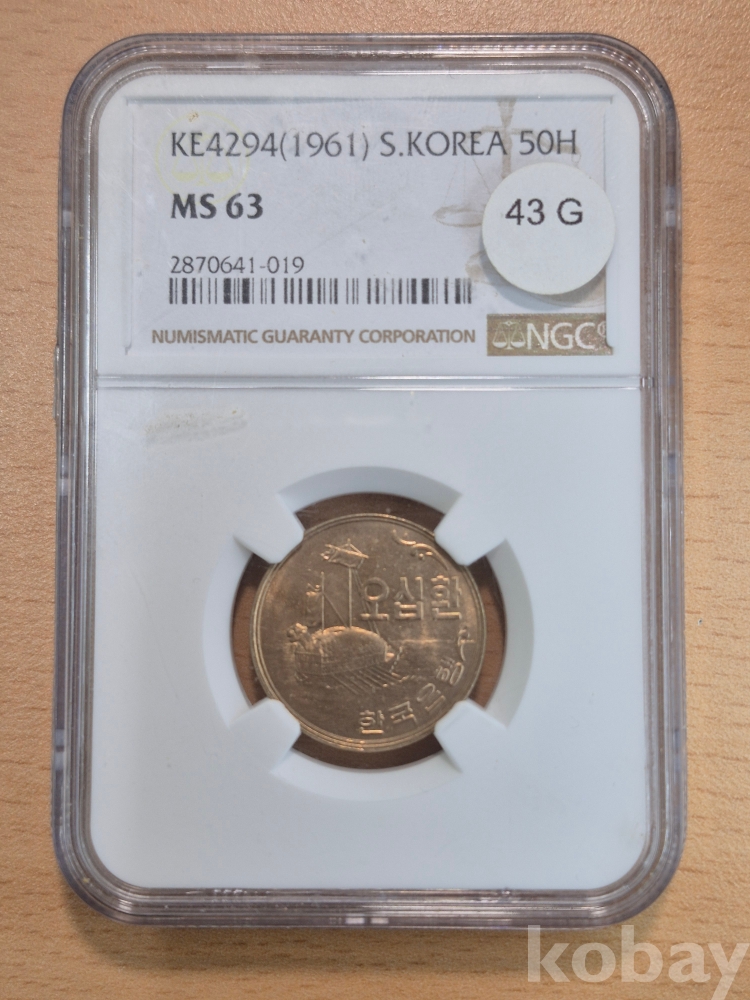 KE4294(1961) S.KOREA 50H
MS 63
43 G
2870641-019
NUMISMATIC GUARANTY CORPORATION
NGC
오십환
한국은행
kobay